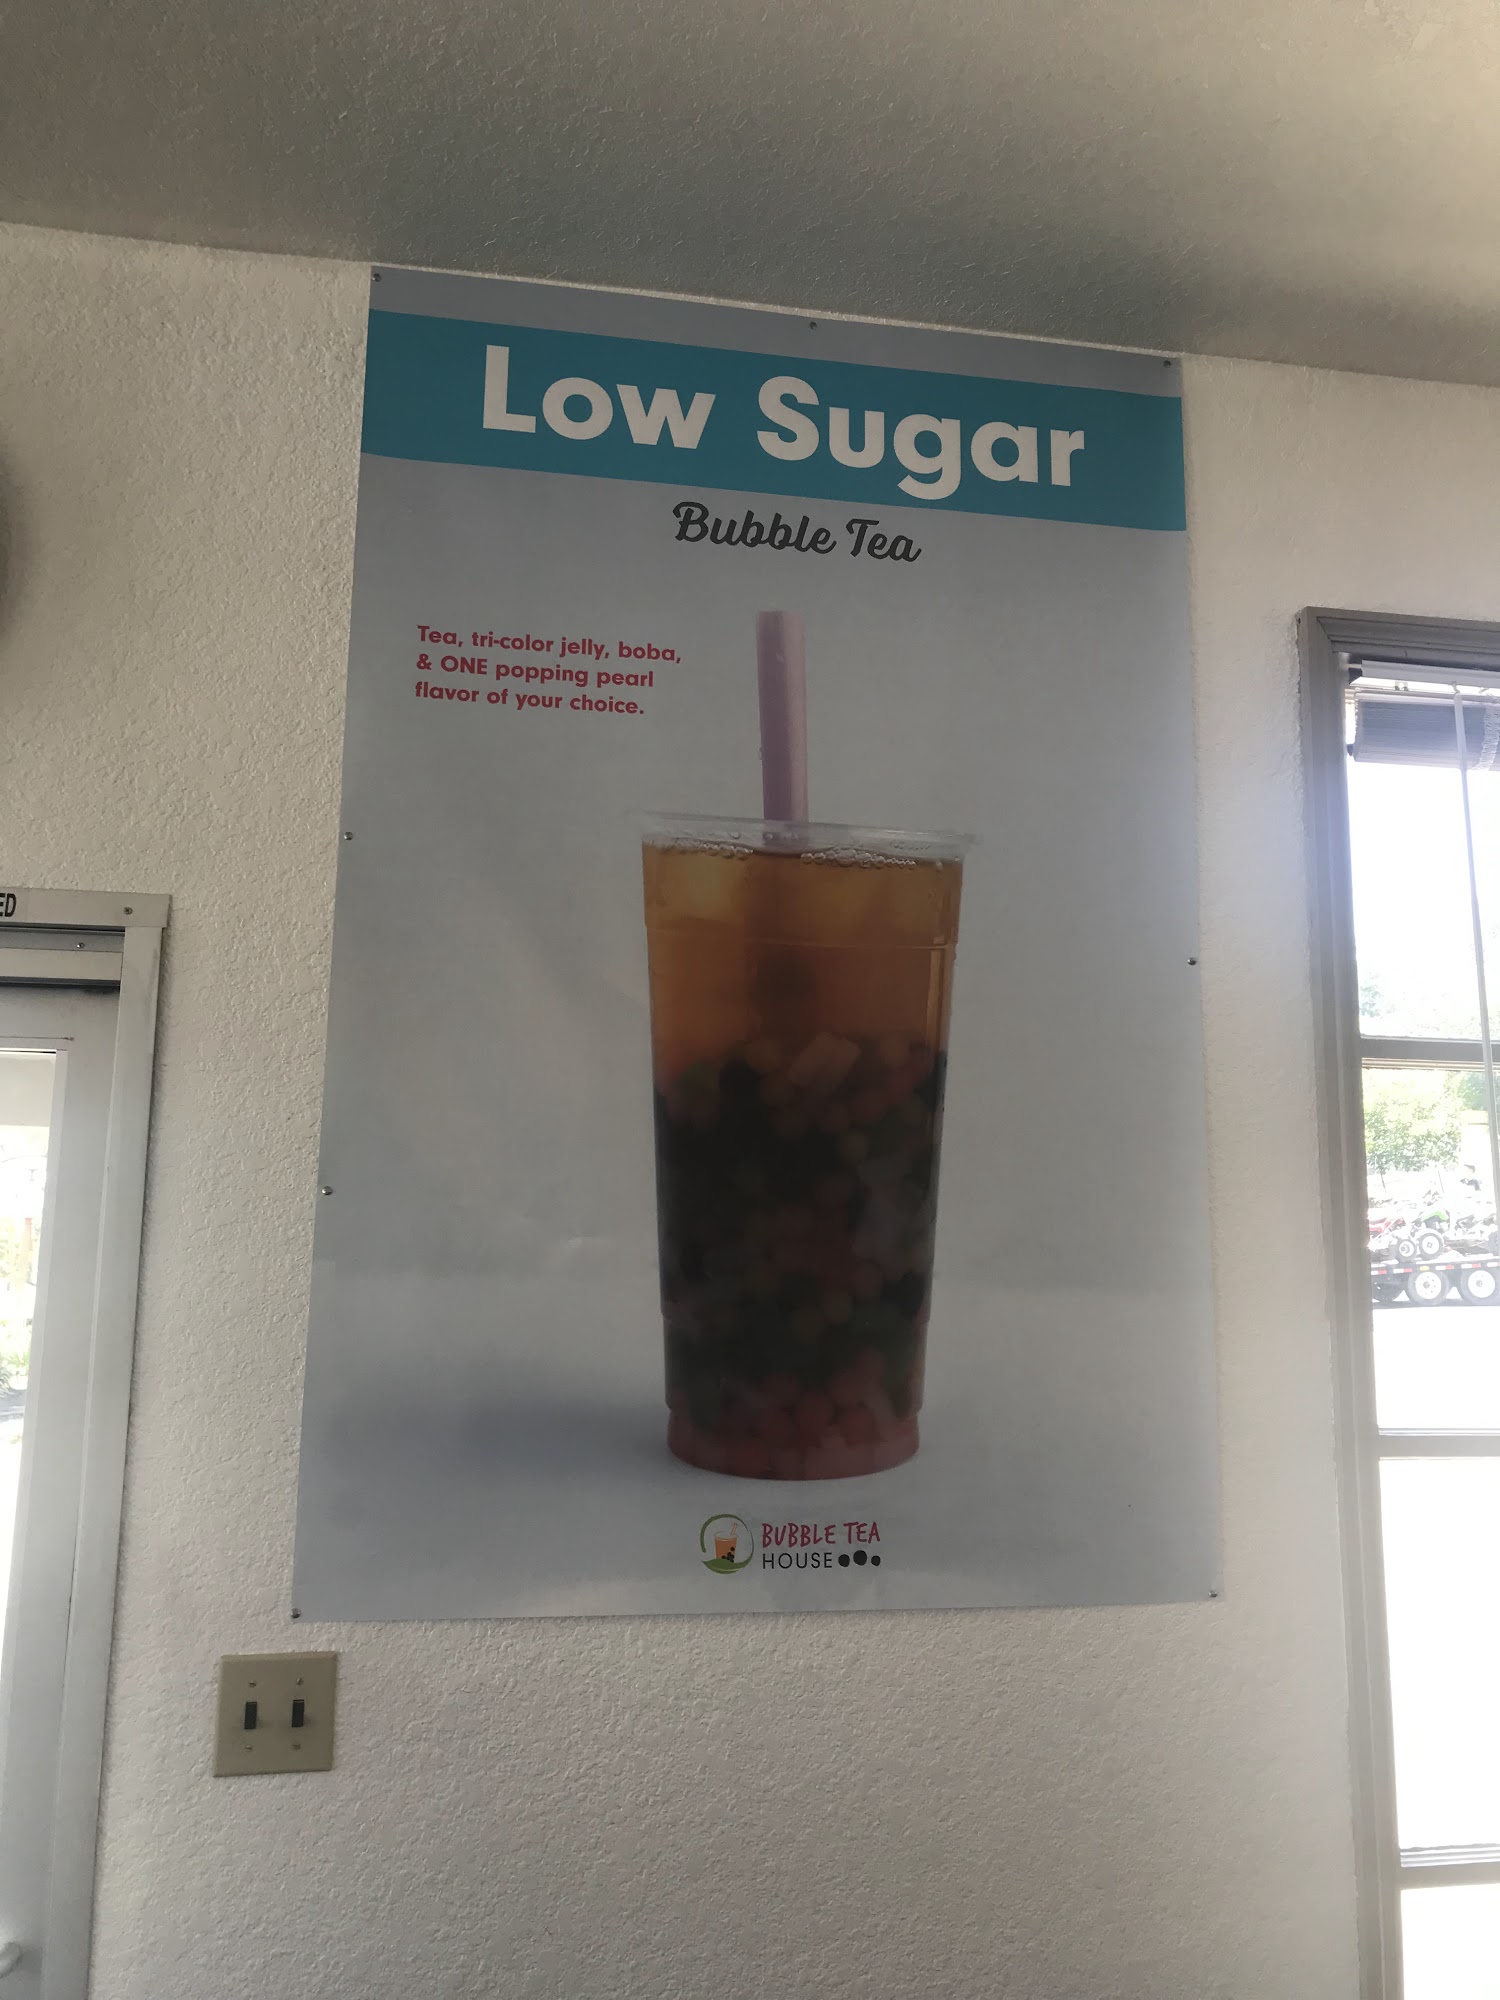 Low Sugar
Bubble Tea
Tea, tri-color jelly, boba,
& ONE popping pearl
flavor of your choice.
ED
BUBBLE TEA
HOUSE